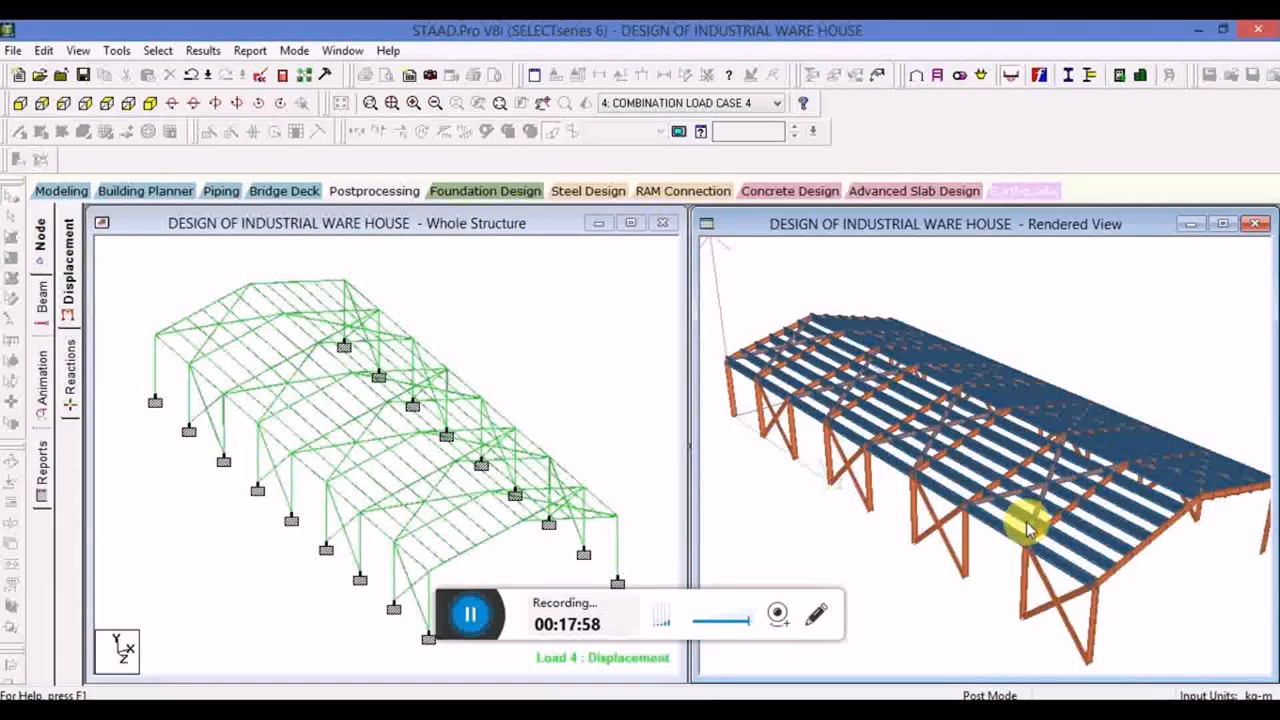 STAAD.Pro V8i (SELECTseries 6) - DESIGN OF INDUSTRIAL WARE HOUSE
File Edit View Tools Select Results Report Mode Window Help
4: COMBINATION LOAD CASE 4
Modeling Building Planner Piping Bridge Deck Postprocessing Foundation Design Steel Design RAM Connection Concrete Design Advanced Slab Design
DESIGN OF INDUSTRIAL WARE HOUSE - Whole Structure
DESIGN OF INDUSTRIAL WARE HOUSE - Rendered View
Node
Beam
Animation
Reports
Displacement
Reactions
Recording...
00:17:58
Load 4 : Displacement
Y
X
Z
For Help, press F1
Post Mode
Input Units: kg-m